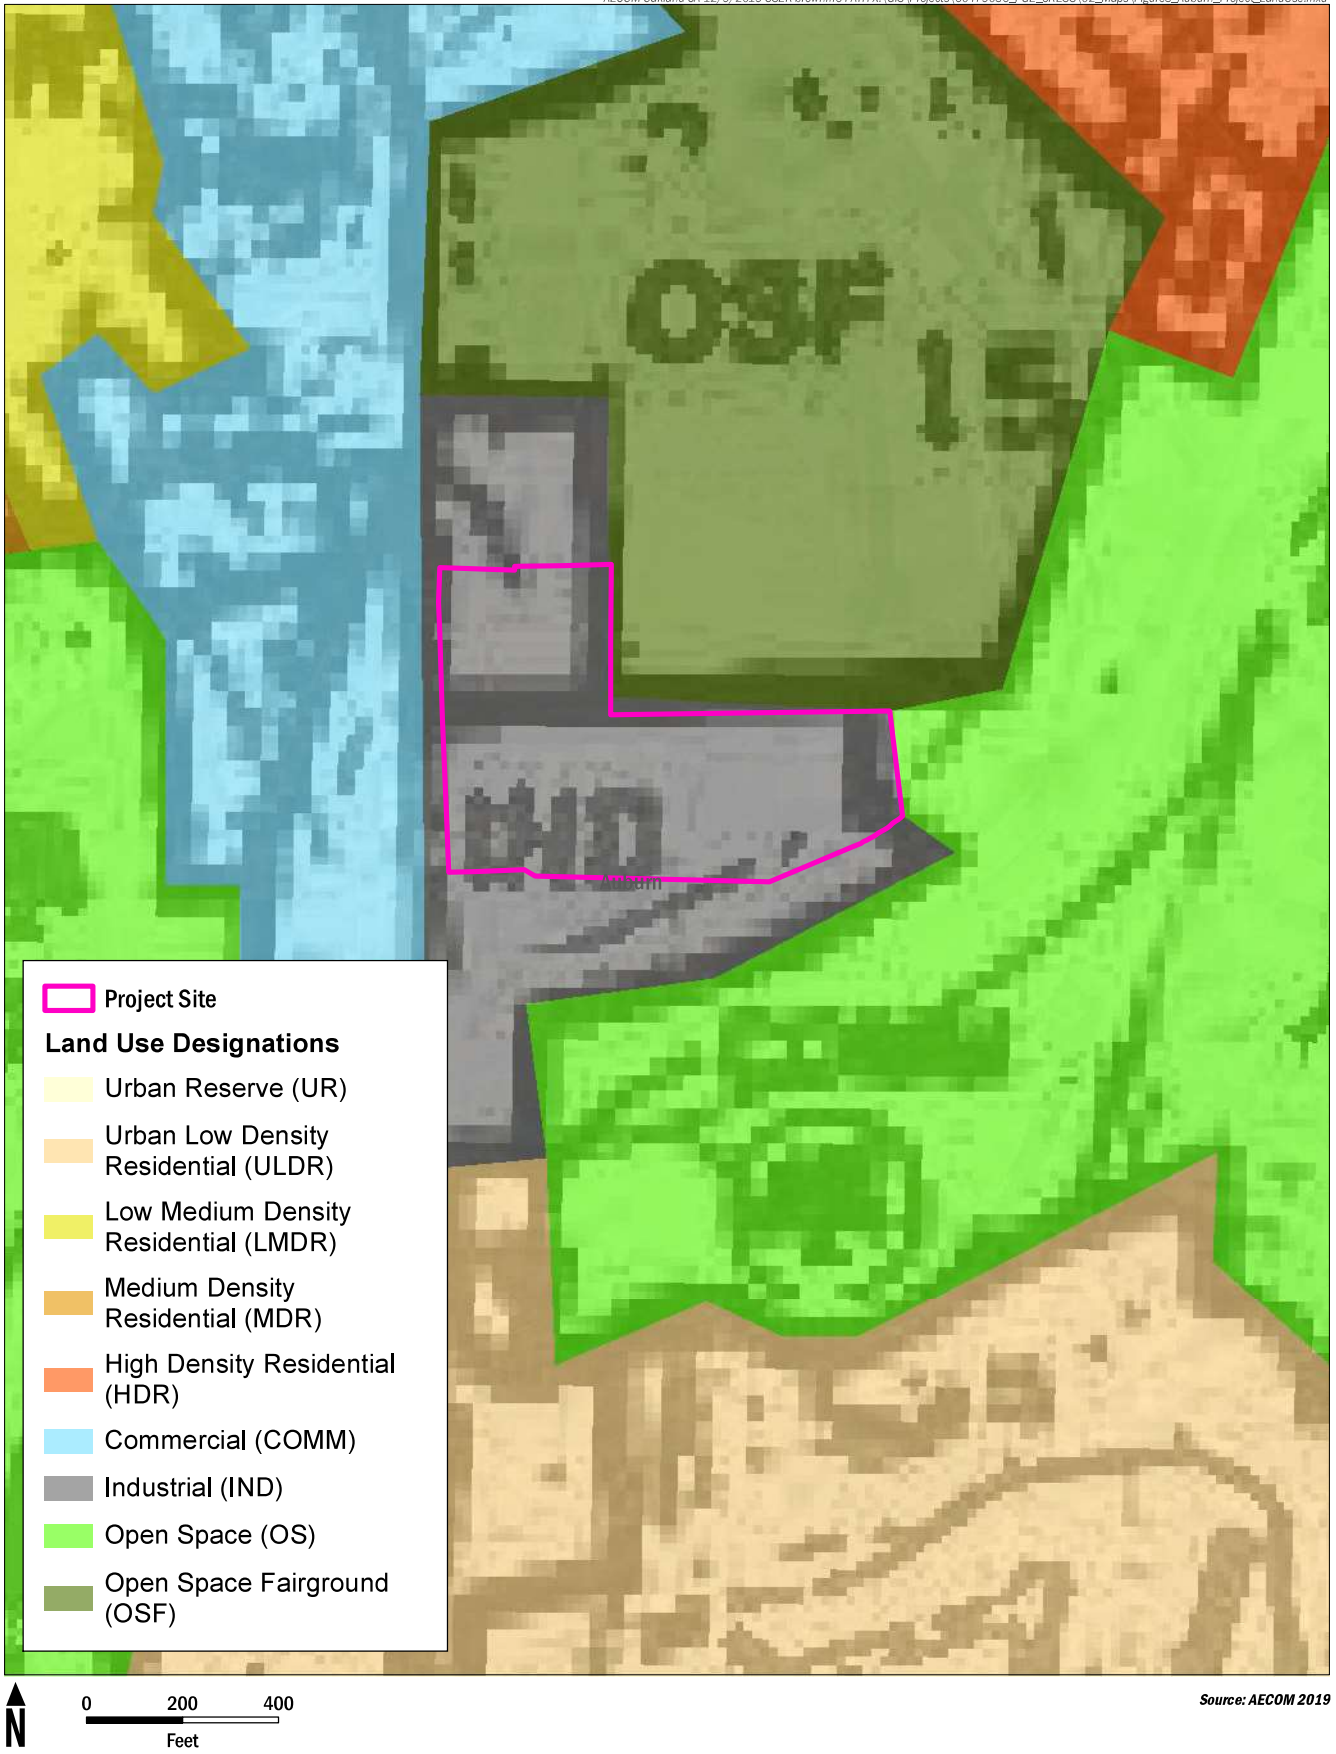 OSF
15
IND
Auburn
Project Site
Land Use Designations
Urban Reserve (UR)
Urban Low Density
Residential (ULDR)
Low Medium Density
Residential (LMDR)
Medium Density
Residential (MDR)
High Density Residential
(HDR)
Commercial (COMM)
Industrial (IND)
Open Space (OS)
Open Space Fairground
(OSF)
N
0 200 400
Feet
Source: AECOM 2019